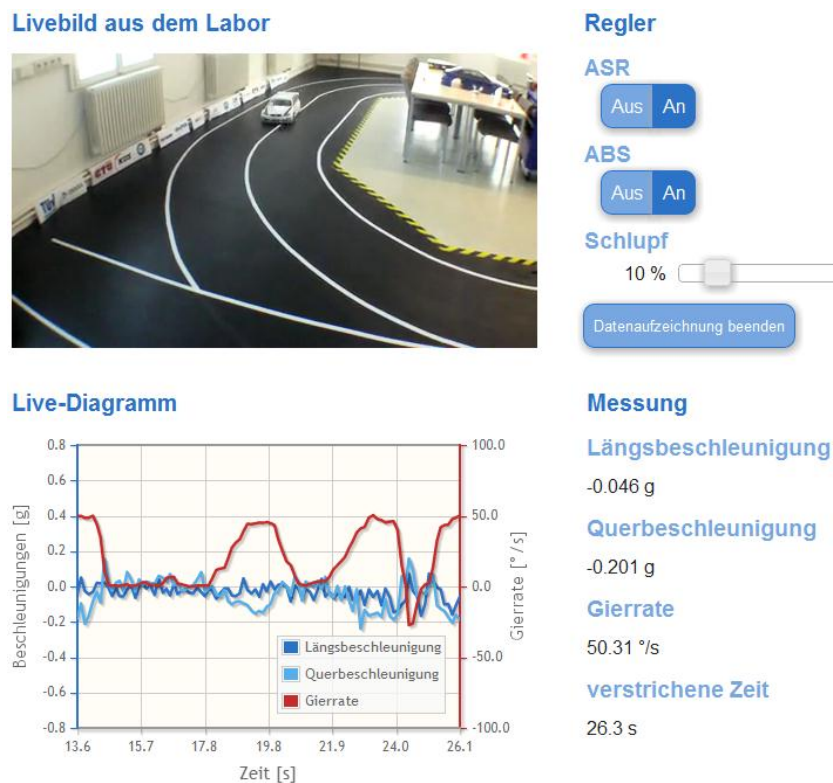 Livebild aus dem Labor
TÜV
ETS
KÜS
Regler
ASR
Aus An
ABS
Aus An
Schlupf
10 %
Datenaufzeichnung beenden
Live-Diagramm
0.8
0.6
0.4
0.2
0.0
-0.2
-0.4
-0.6
-0.8
Beschleunigungen [g]
100.0
50.0
0.0
-50.0
-100.0
Gierrate [°/s]
Längsbeschleunigung
Querbeschleunigung
Gierrate
13.6 15.7 17.8 19.8 21.9 24.0 26.1
Zeit [s]
Messung
Längsbeschleunigung
-0.046 g
Querbeschleunigung
-0.201 g
Gierrate
50.31 °/s
verstrichene Zeit
26.3 s